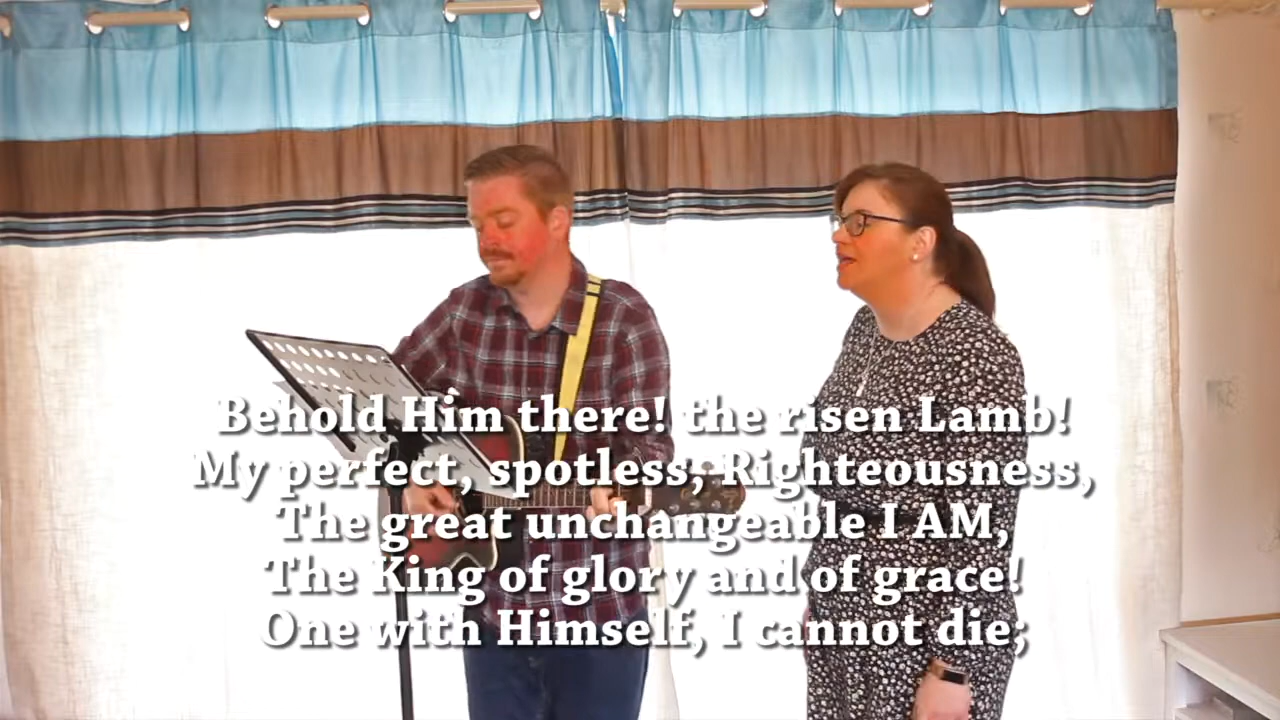 Behold Him there! the risen Lamb!
My perfect, spotless, Righteousness,
The great unchangeable I AM,
The King of glory and of grace!
One with Himself, I cannot die;